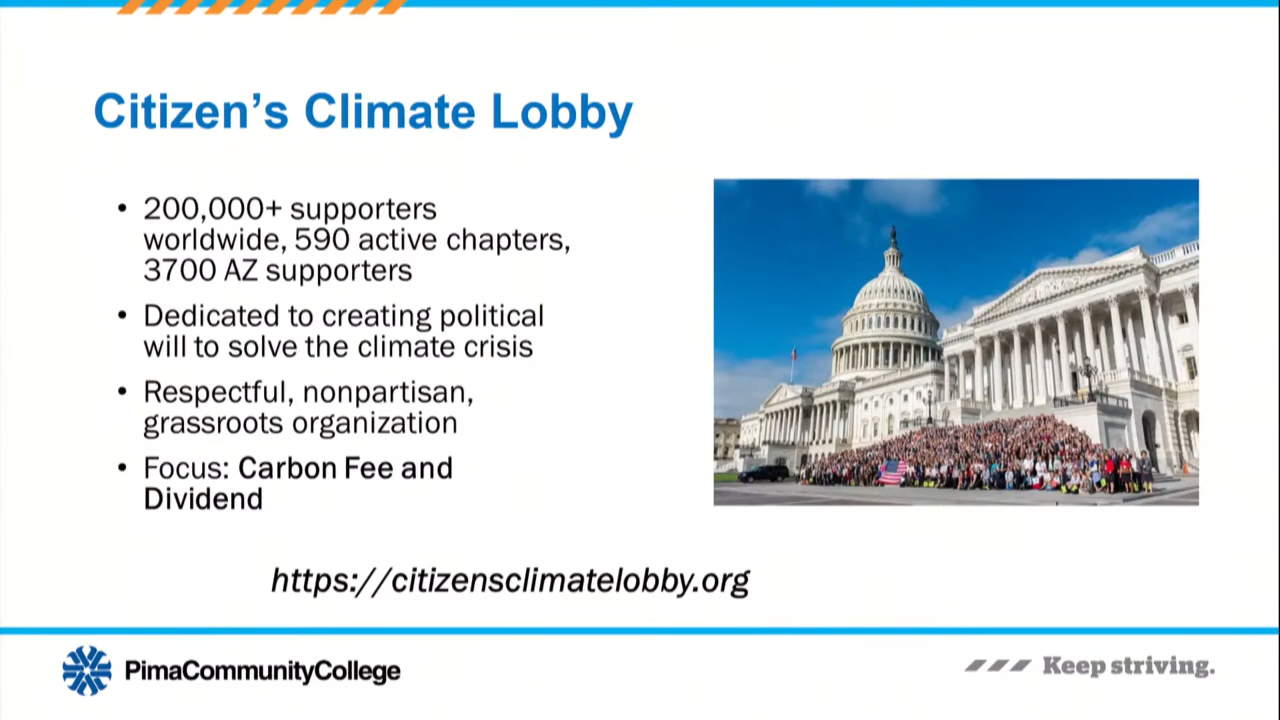 Citizen’s Climate Lobby
• 200,000+ supporters
worldwide, 590 active chapters,
3700 AZ supporters
• Dedicated to creating political
will to solve the climate crisis
• Respectful, nonpartisan,
grassroots organization
• Focus: Carbon Fee and
Dividend
https://citizensclimatelobby.org
PimaCommunityCollege
Keep striving.